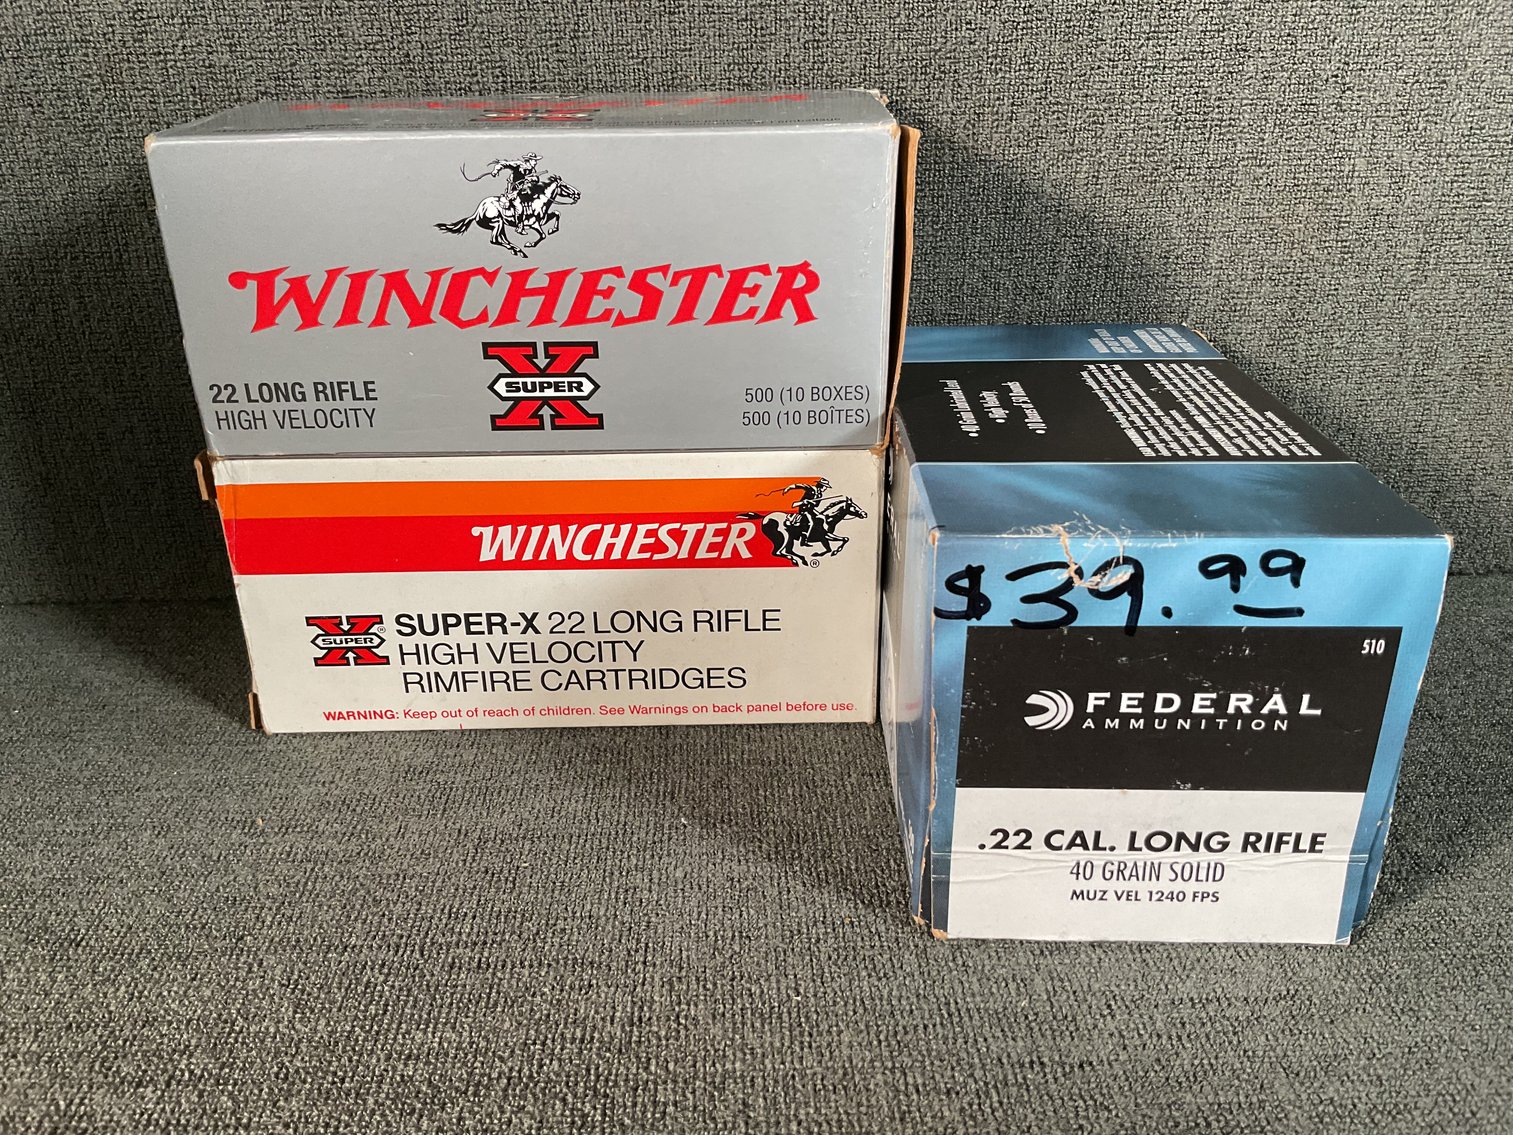 WINCHESTER
X
SUPER
22 LONG RIFLE
HIGH VELOCITY
500 (10 BOXES)
500 (10 BOÎTES)
WINCHESTER
®
X
SUPER
®
SUPER-X 22 LONG RIFLE
HIGH VELOCITY
RIMFIRE CARTRIDGES
WARNING: Keep out of reach of children. See Warnings on back panel before use.
$39.99
510
FEDERAL
AMMUNITION
.22 CAL. LONG RIFLE
40 GRAIN SOLID
MUZ VEL 1240 FPS